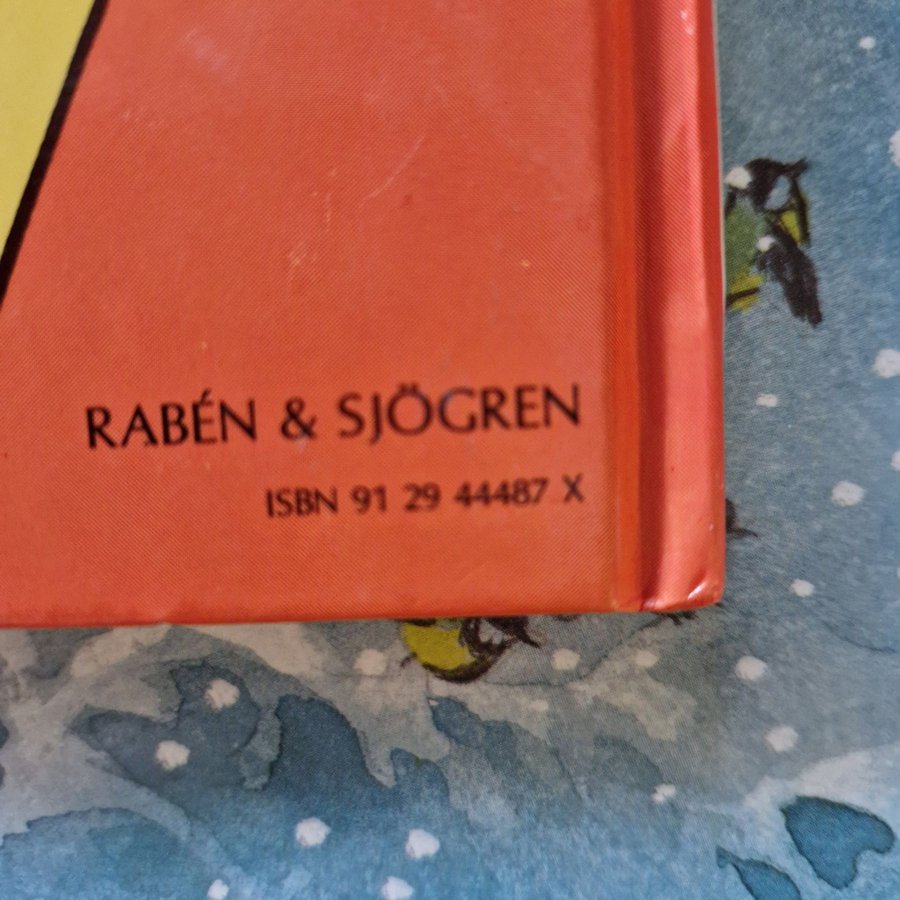 RABÉN & SJÖGREN
ISBN 91 29 44487 X